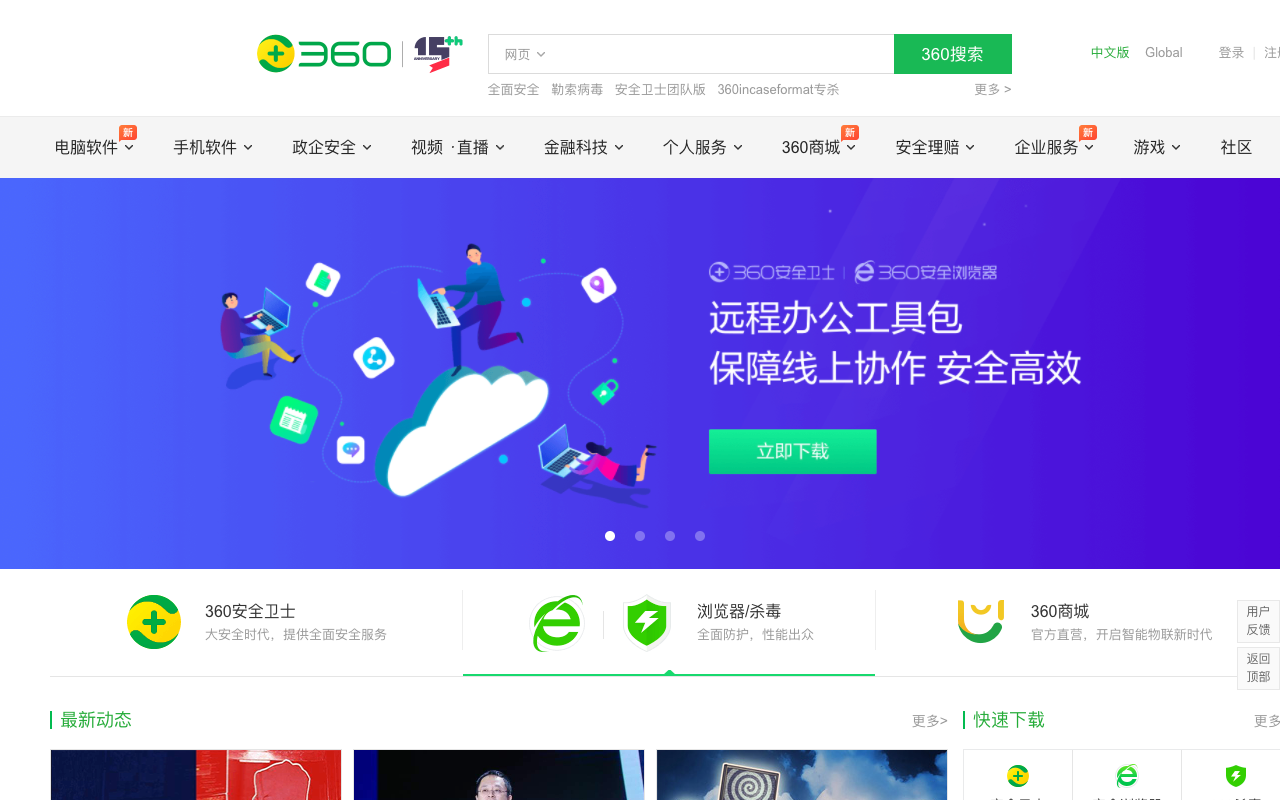 360 15th ANNIVERSARY
网页
360搜索
中文版 Global 登录
全面安全 勒索病毒 安全卫士团队版 360incaseformat专杀 更多 >
电脑软件 新 手机软件 政企安全 视频 ·直播 金融科技 个人服务 360商城 新 安全理赔 企业服务 新 游戏 社区
360安全卫士 360安全浏览器
远程办公工具包
保障线上协作 安全高效
立即下载
360安全卫士
大安全时代，提供全面安全服务
浏览器/杀毒
全面防护，性能出众
360商城
官方直营，开启智能物联新时代
用户
反馈
返回
顶部
最新动态 更多>
快速下载 更多